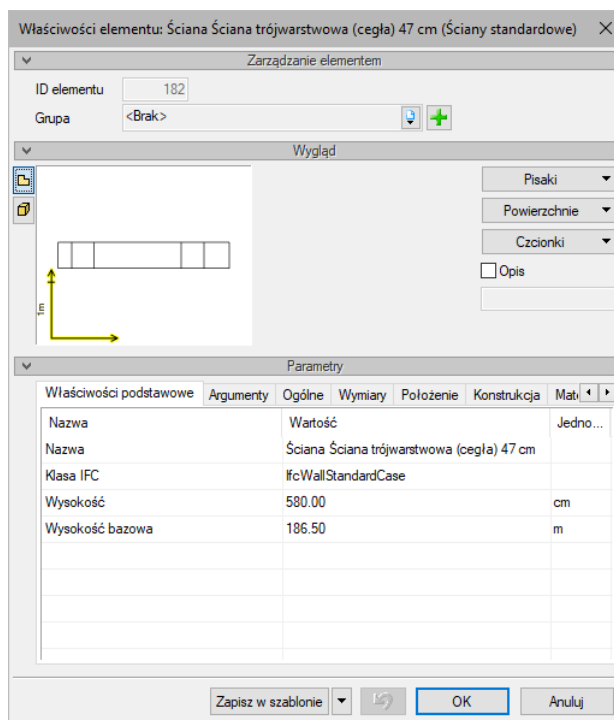 Właściwości elementu: Ściana Ściana trójwarstwowa (cegła) 47 cm (Ściany standardowe)
Zarządzanie elementem
ID elementu 182
Grupa <Brak>
Wygląd
Pisaki
Powierzchnie
Czcionki
Opis
1m
Parametry
Właściwości podstawowe Argumenty Ogólne Wymiary Położenie Konstrukcja Mate
Nazwa Wartość Jedno...
Nazwa Ściana Ściana trójwarstwowa (cegła) 47 cm
Klasa IFC IfcWallStandardCase
Wysokość 580.00 cm
Wysokość bazowa 186.50 m
Zapisz w szablonie OK Anuluj